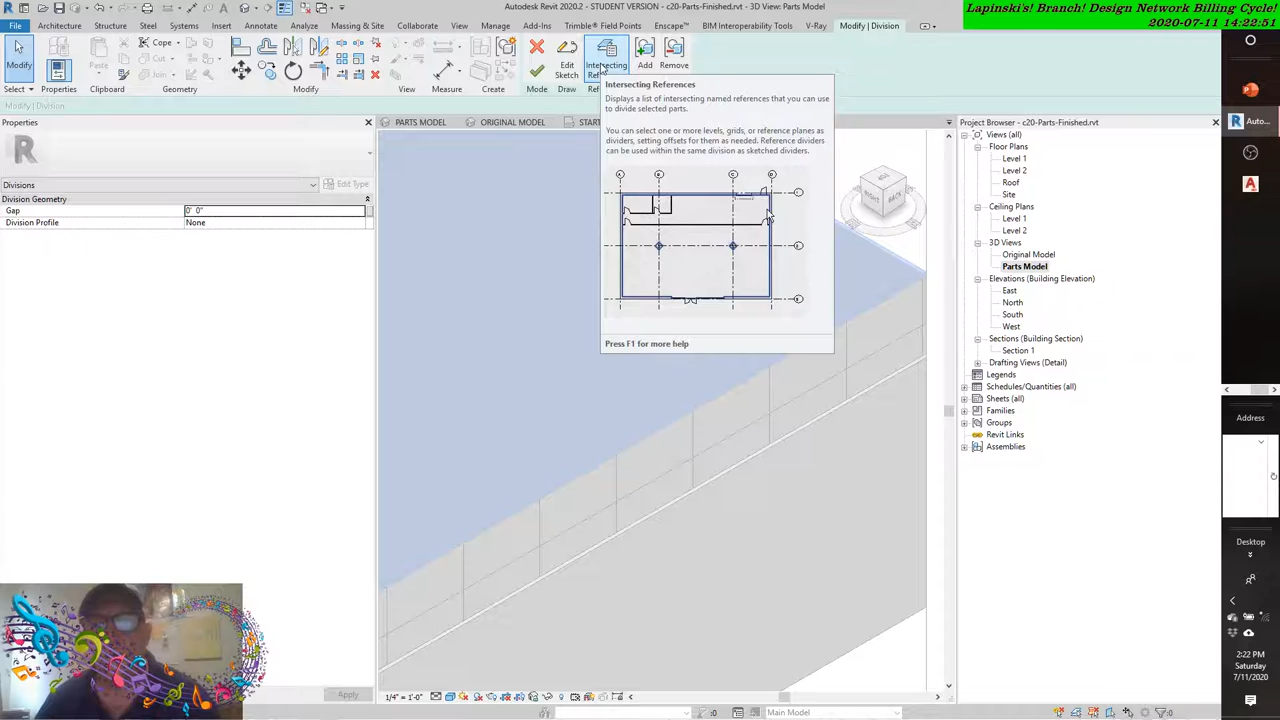 Autodesk Revit 2020.2 - STUDENT VERSION - c20-Parts-Finished.rvt - 3D View: Parts Model
Lapinski's! Branch! Design Network Billing Cycle!
2020-07-11 14:22:51
File Architecture Structure Steel Systems Insert Annotate Analyze Massing & Site Collaborate View Manage Add-Ins Trimble® Field Points Enscape™ BIM Interoperability Tools V-Ray Modify | Division
Modify
Paste
Cope
Edit
Sketch
Intersecting
Add
Remove
Select
Properties
Clipboard
Geometry
Modify
View
Measure
Create
Mode
Draw
Modify | Division
Intersecting References
Displays a list of intersecting named references that you can use
to divide selected parts.
You can select one or more levels, grids, or reference planes as
dividers, setting offsets for them as needed. Reference dividers
can be used within the same division as sketched dividers.
Press F1 for more help
Properties
R
Divisions
Edit Type
Division Geometry
Gap 0' 0"
Division Profile None
Apply
PARTS MODEL
ORIGINAL MODEL
RIGHT
BACK
Project Browser - c20-Parts-Finished.rvt
Views (all)
Floor Plans
Level 1
Level 2
Roof
Site
Ceiling Plans
Level 1
Level 2
3D Views
Original Model
Parts Model
Elevations (Building Elevation)
East
North
South
West
Sections (Building Section)
Section 1
Drafting Views (Detail)
Legends
Schedules/Quantities (all)
Sheets (all)
Families
Groups
Revit Links
Assemblies
1/4" = 1'-0"
:0
Main Model
:0
Auto...
Address
Desktop
2:22 PM
Saturday
7/11/2020